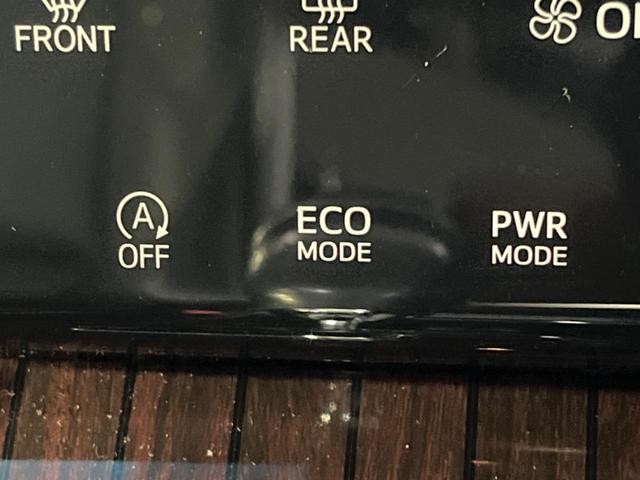 FRONT
REAR
A
OFF
ECO
MODE
PWR
MODE